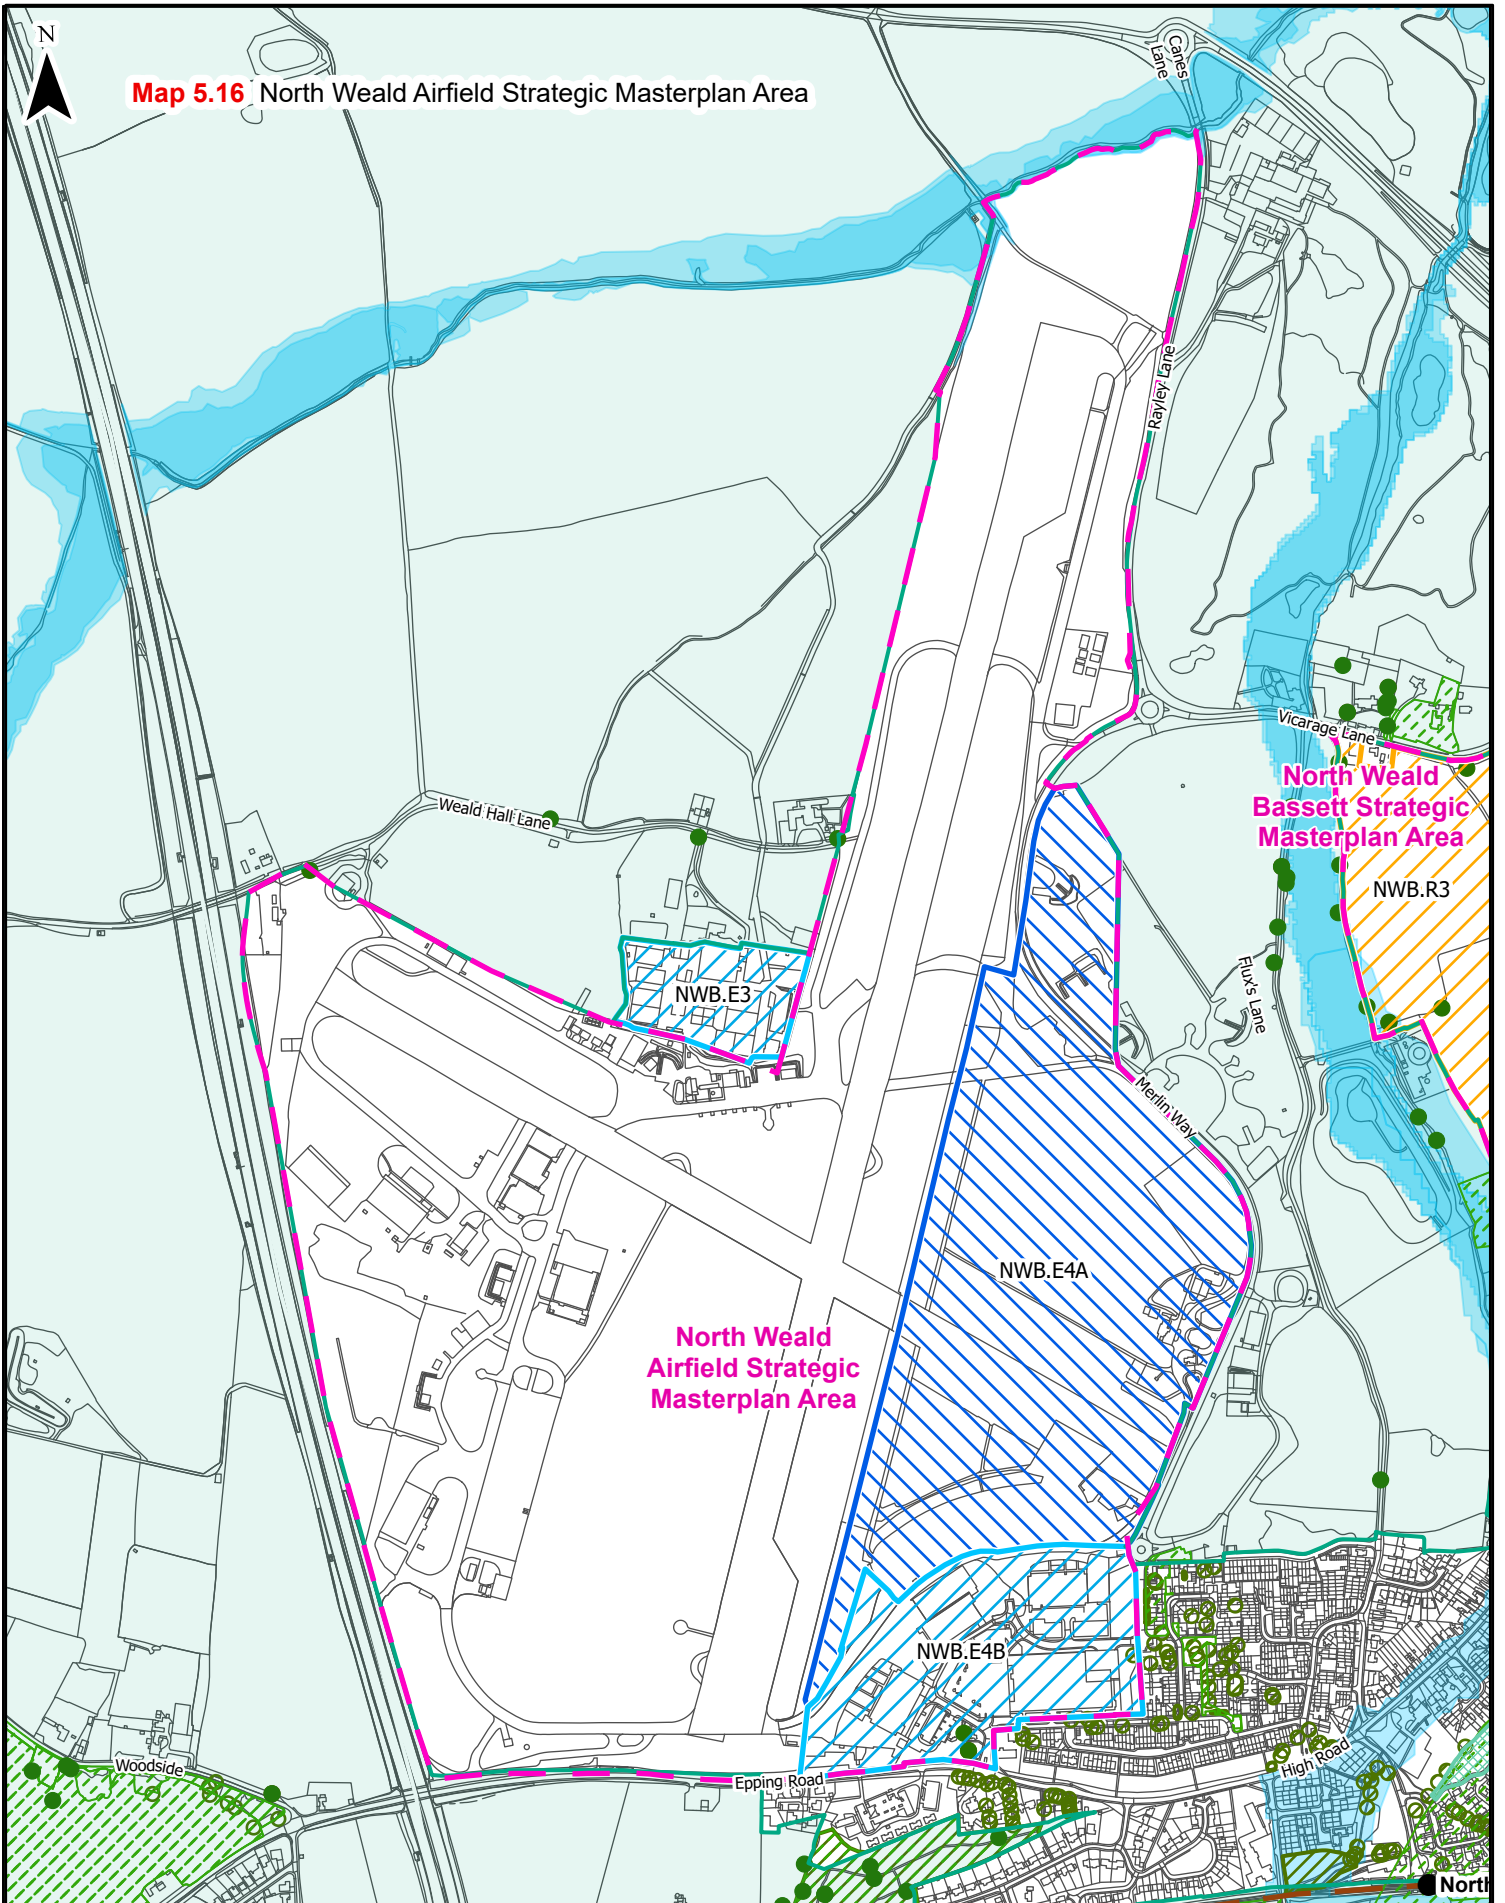 N
Map 5.16 North Weald Airfield Strategic Masterplan Area
Canes
Lane
Rayley Lane
Vicarage Lane
North Weald
Bassett Strategic
Masterplan Area
Weald Hall Lane
NWB.R3
NWB.E3
Flux's Lane
Merlin Way
NWB.E4A
North Weald
Airfield Strategic
Masterplan Area
NWB.E4B
High Road
Woodside
Epping Road
North